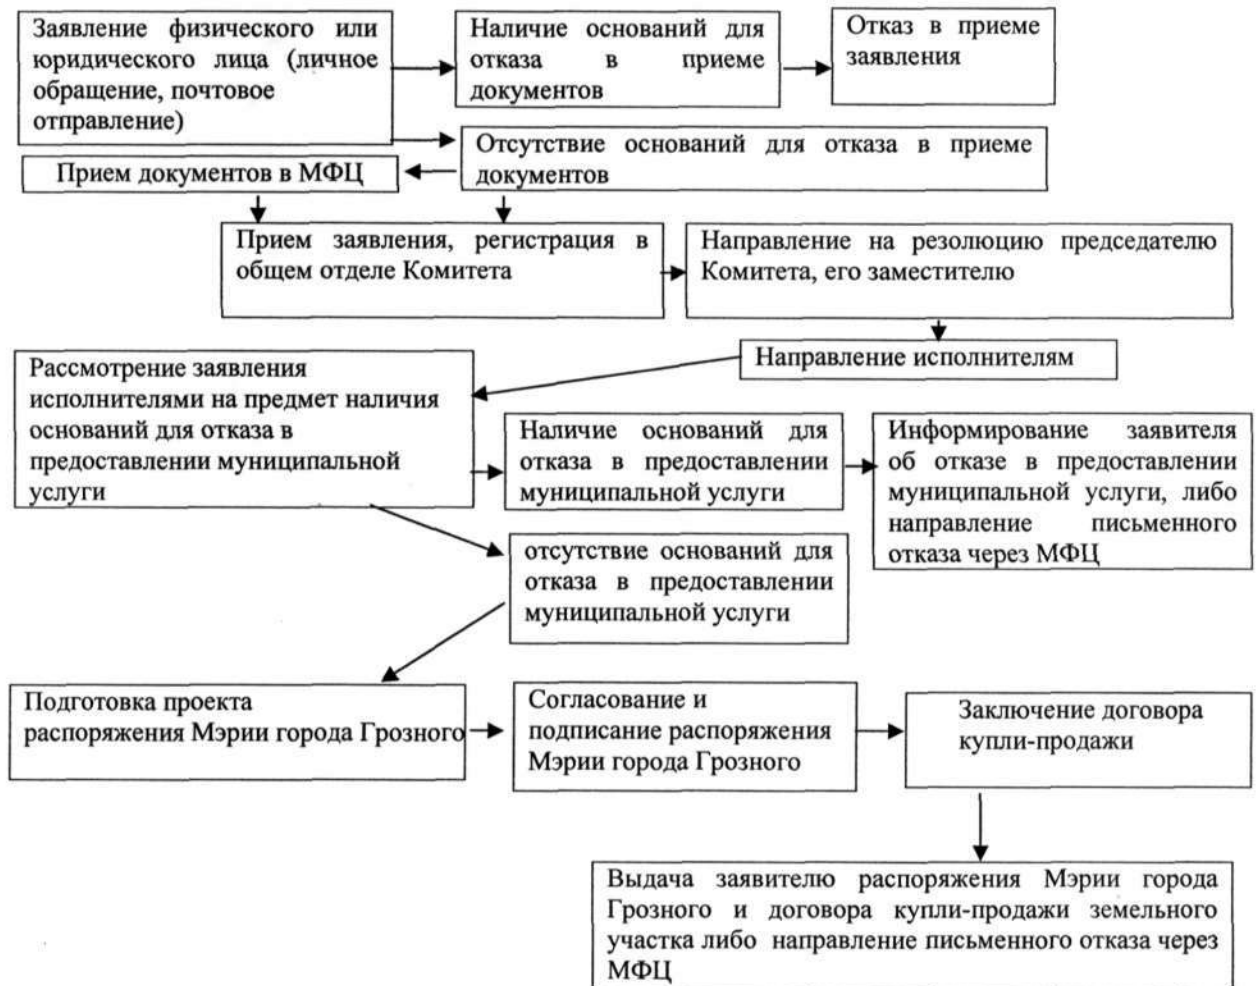 Заявление физического или
юридического лица (личное
обращение, почтовое
отправление)
Наличие оснований для
отказа в приеме
документов
Отказ в приеме
заявления
Отсутствие оснований для отказа в приеме
документов
Прием документов в МФЦ
Прием заявления, регистрация в
общем отделе Комитета
Направление на резолюцию председателю
Комитета, его заместителю
Направление исполнителям
Рассмотрение заявления
исполнителями на предмет наличия
оснований для отказа в
предоставлении муниципальной
услуги
Наличие оснований для
отказа в предоставлении
муниципальной услуги
Информирование заявителя
об отказе в предоставлении
муниципальной услуги, либо
направление письменного
отказа через МФЦ
отсутствие оснований для
отказа в предоставлении
муниципальной услуги
Подготовка проекта
распоряжения Мэрии города Грозного
Согласование и
подписание распоряжения
Мэрии города Грозного
Заключение договора
купли-продажи
Выдача заявителю распоряжения Мэрии города
Грозного и договора купли-продажи земельного
участка либо направление письменного отказа через
МФЦ